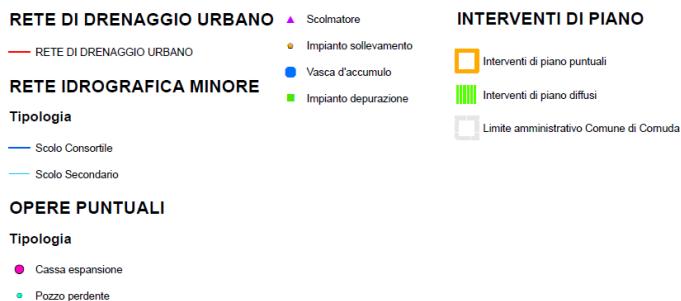 RETE DI DRENAGGIO URBANO
RETE DI DRENAGGIO URBANO
RETE IDROGRAFICA MINORE
Tipologia
Scolo Consortile
Scolo Secondario
OPERE PUNTUALI
Tipologia
Cassa espansione
Pozzo perdente
Scolmatore
Impianto sollevamento
Vasca d'accumulo
Impianto depurazione
INTERVENTI DI PIANO
Interventi di piano puntuali
Interventi di piano diffusi
Limite amministrativo Comune di Cornuda